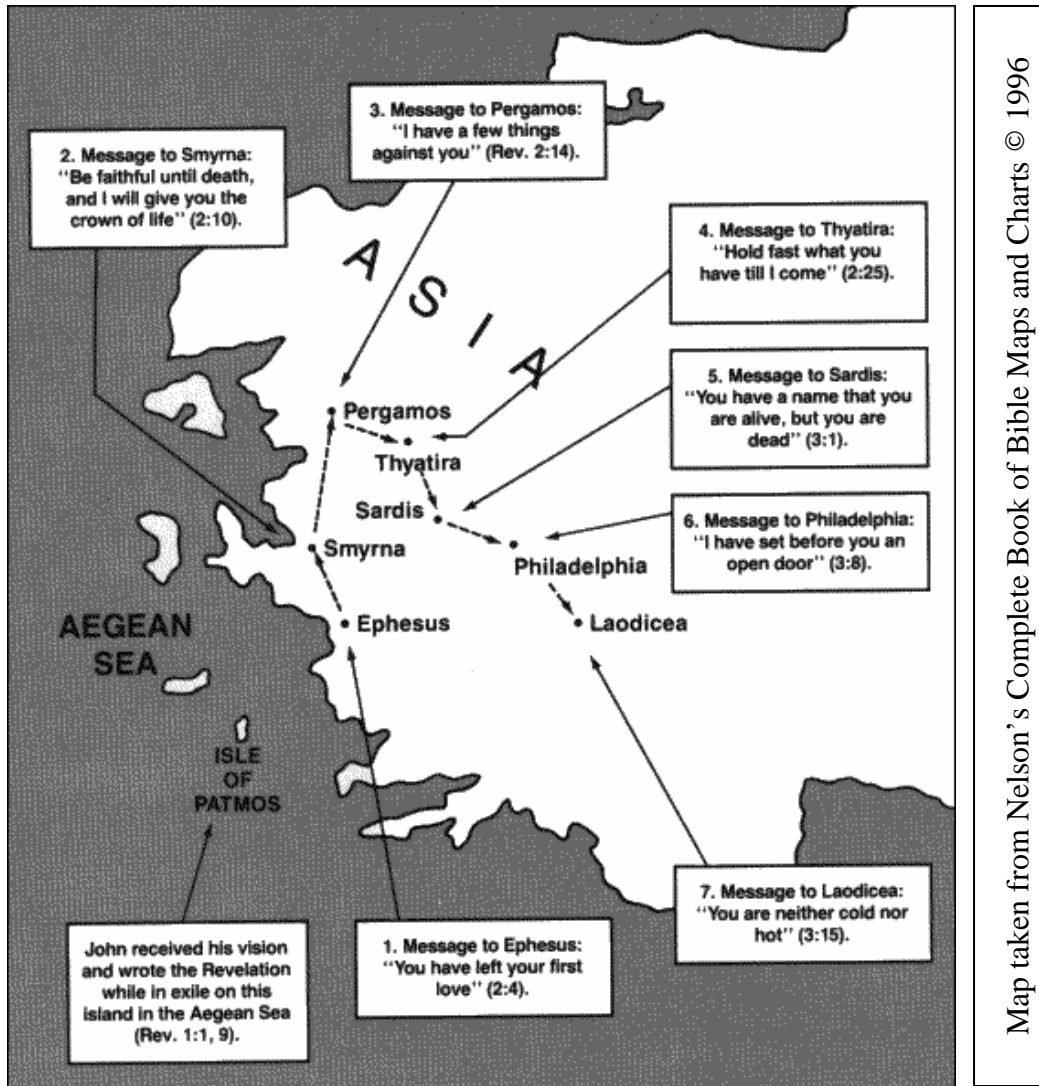 3. Message to Pergamos:
"I have a few things
against you" (Rev. 2:14).
2. Message to Smyrna:
"Be faithful until death,
and I will give you the
crown of life" (2:10).
4. Message to Thyatira:
"Hold fast what you
have till I come" (2:25).
ASIA
5. Message to Sardis:
"You have a name that you
are alive, but you are
dead" (3:1).
Pergamos
Thyatira
Sardis
6. Message to Philadelphia:
"I have set before you an
open door" (3:8).
Smyrna
Philadelphia
Ephesus
Laodicea
AEGEAN
SEA
ISLE
OF
PATMOS
7. Message to Laodicea:
"You are neither cold nor
hot" (3:15).
1. Message to Ephesus:
"You have left your first
love" (2:4).
John received his vision
and wrote the Revelation
while in exile on this
island in the Aegean Sea
(Rev. 1:1, 9).
Map taken from Nelson's Complete Book of Bible Maps and Charts © 1996